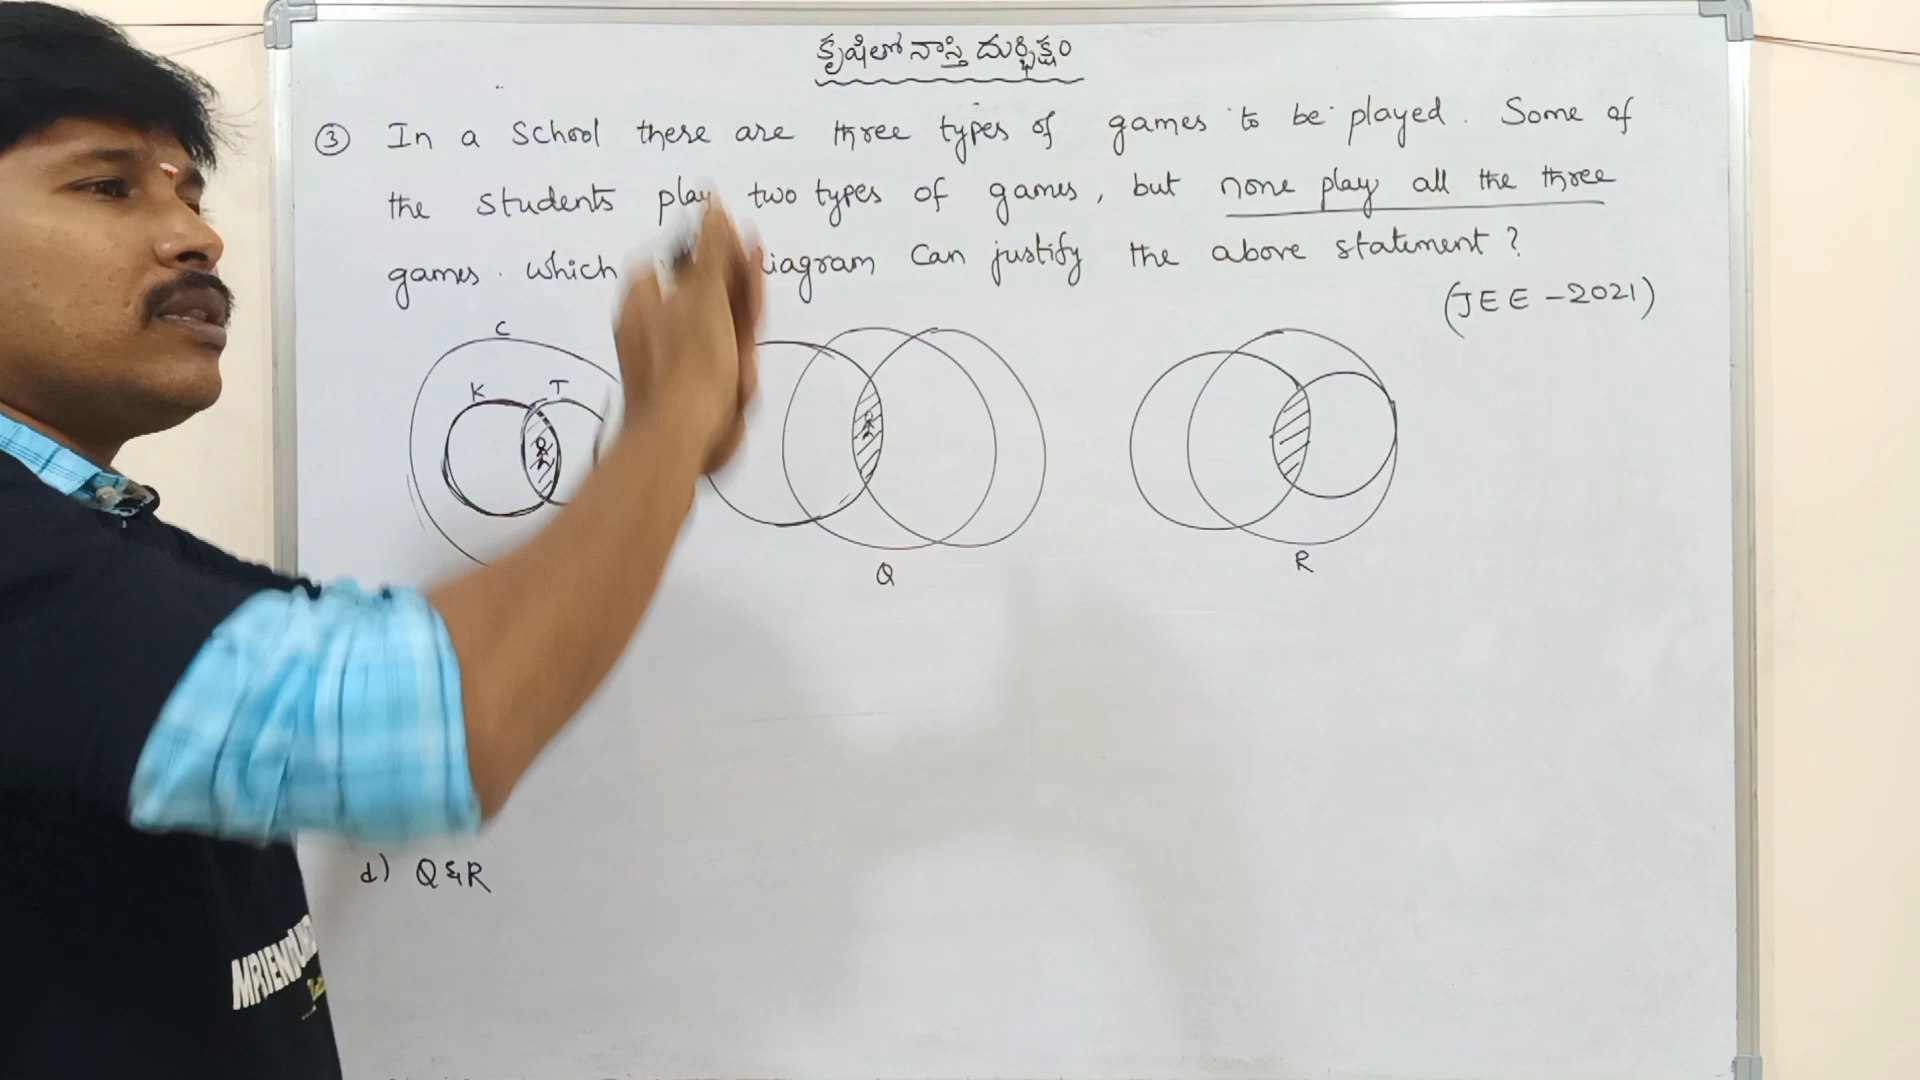 కృషితో నాస్తి దుర్భిక్షం
③ In a School there are three types of games to be played. Some of
the students play two types of games, but none play all the three
games. which diagram Can justify the above statement?
(JEE - 2021)
C
K T
Q
R
d) Q & R